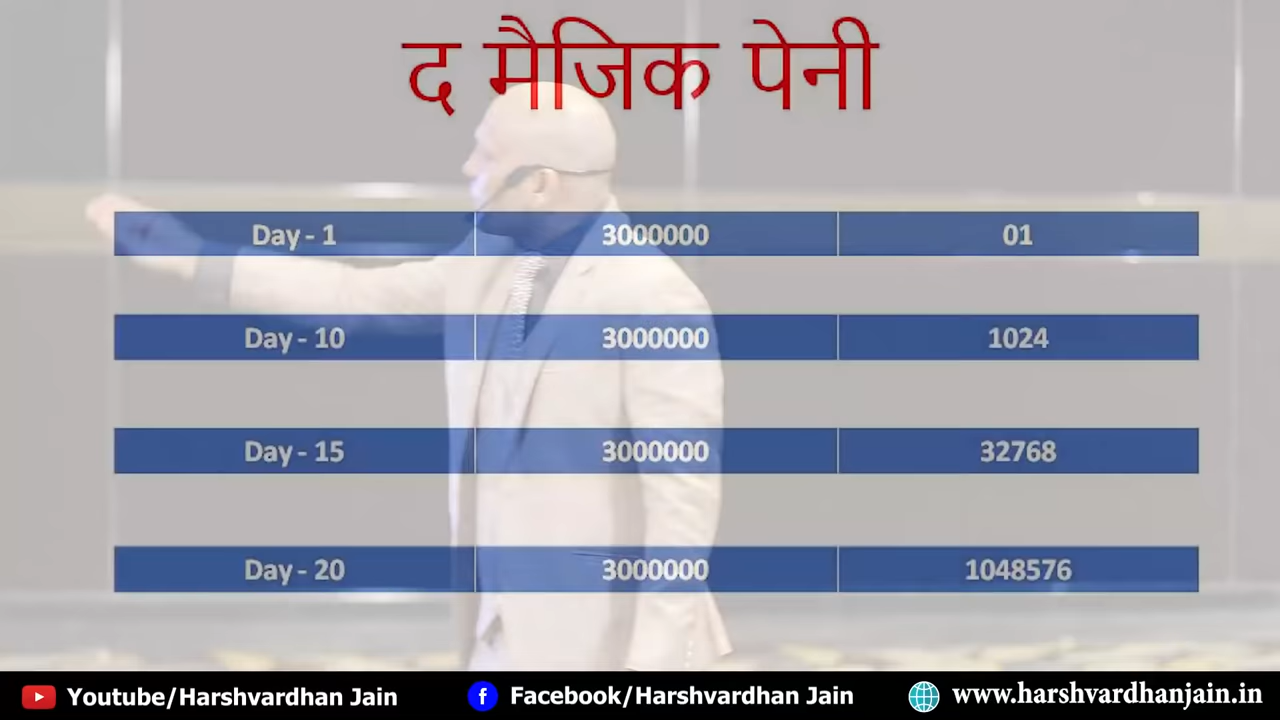 द मैजिक पेनी
Day - 1 3000000 01
Day - 10 3000000 1024
Day - 15 3000000 32768
Day - 20 3000000 1048576
Youtube/Harshvardhan Jain Facebook/Harshvardhan Jain www.harshvardhanjain.in